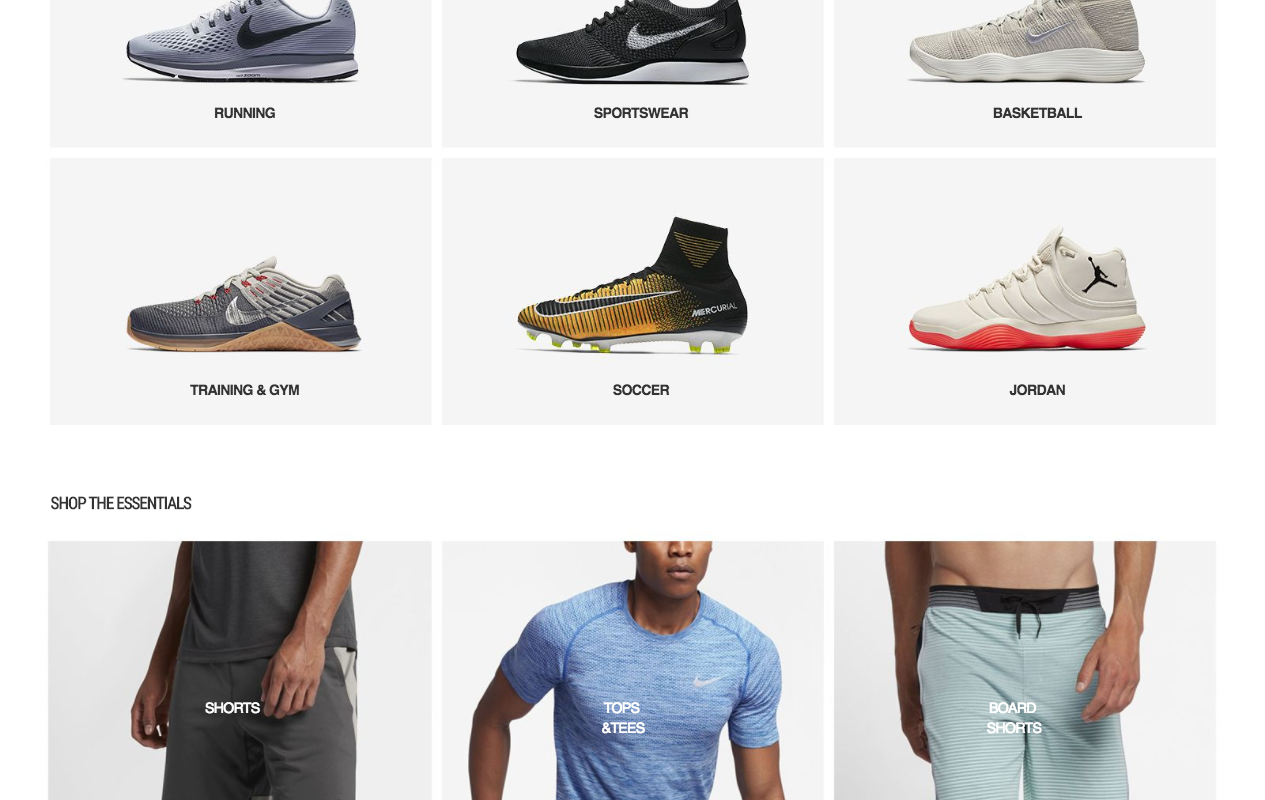 RUNNING
SPORTSWEAR
BASKETBALL
MERCURIAL
TRAINING & GYM
SOCCER
JORDAN
SHOP THE ESSENTIALS
SHORTS
TOPS
&TEES
BOARD
SHORTS